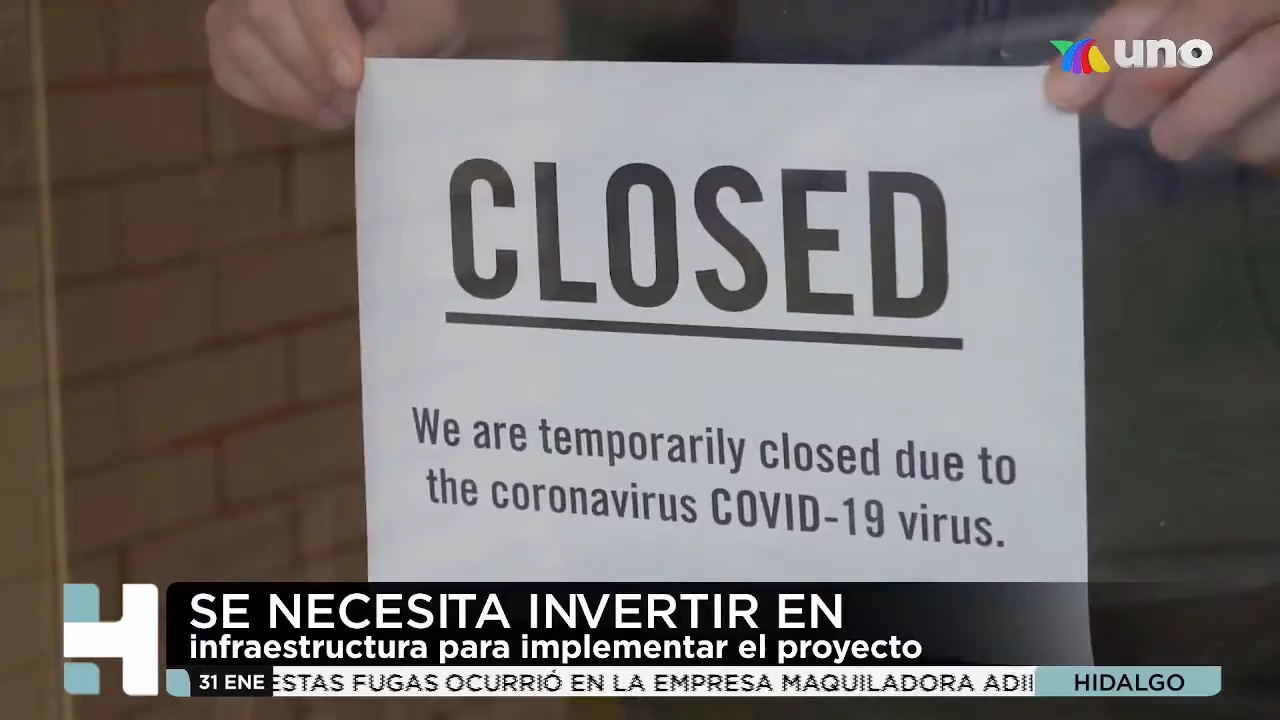 uno
CLOSED
We are temporarily closed due to
the coronavirus COVID-19 virus.
H
SE NECESITA INVERTIR EN
infraestructura para implementar el proyecto
31 ENE
ESTAS FUGAS OCURRIÓ EN LA EMPRESA MAQUILADORA
HIDALGO